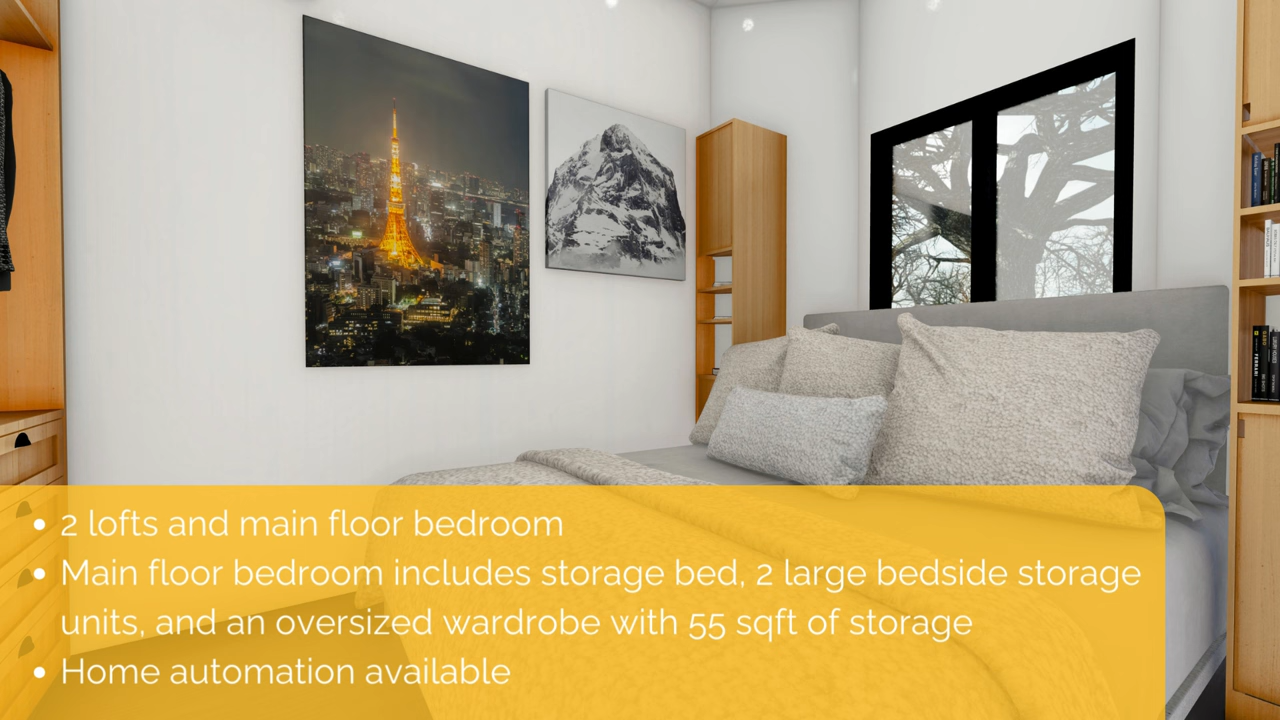 • 2 lofts and main floor bedroom
• Main floor bedroom includes storage bed, 2 large bedside storage
units, and an oversized wardrobe with 55 sqft of storage
• Home automation available